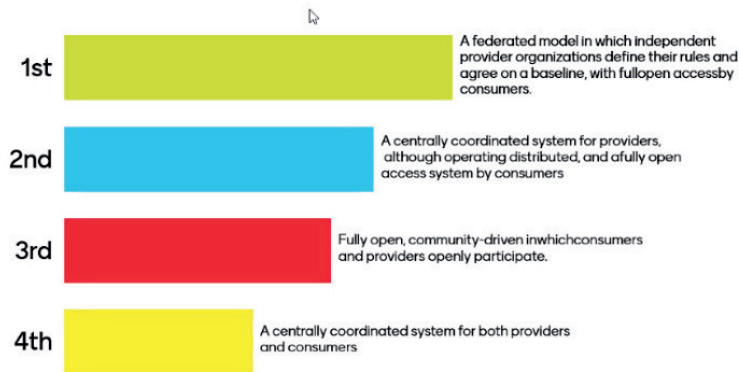 1st
A federated model in which independent
provider organizations define their rules and
agree on a baseline, with fullopen accessby
consumers.
2nd
A centrally coordinated system for providers,
although operating distributed, and afully open
access system by consumers
3rd
Fully open, community-driven inwhichconsumers
and providers openly participate.
4th
A centrally coordinated system for both providers
and consumers